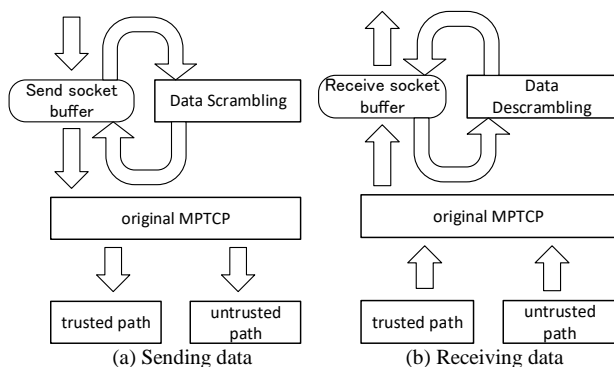 Send socket
buffer
Data Scrambling
original MPTCP
trusted path
untrusted
path
(a) Sending data
Receive socket
buffer
Data
Descrambling
original MPTCP
trusted path
untrusted
path
(b) Receiving data